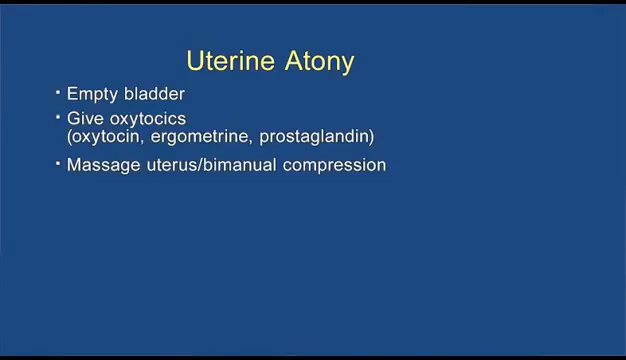 Uterine Atony
▪ Empty bladder
▪ Give oxytocics
(oxytocin, ergometrine, prostaglandin)
▪ Massage uterus/bimanual compression